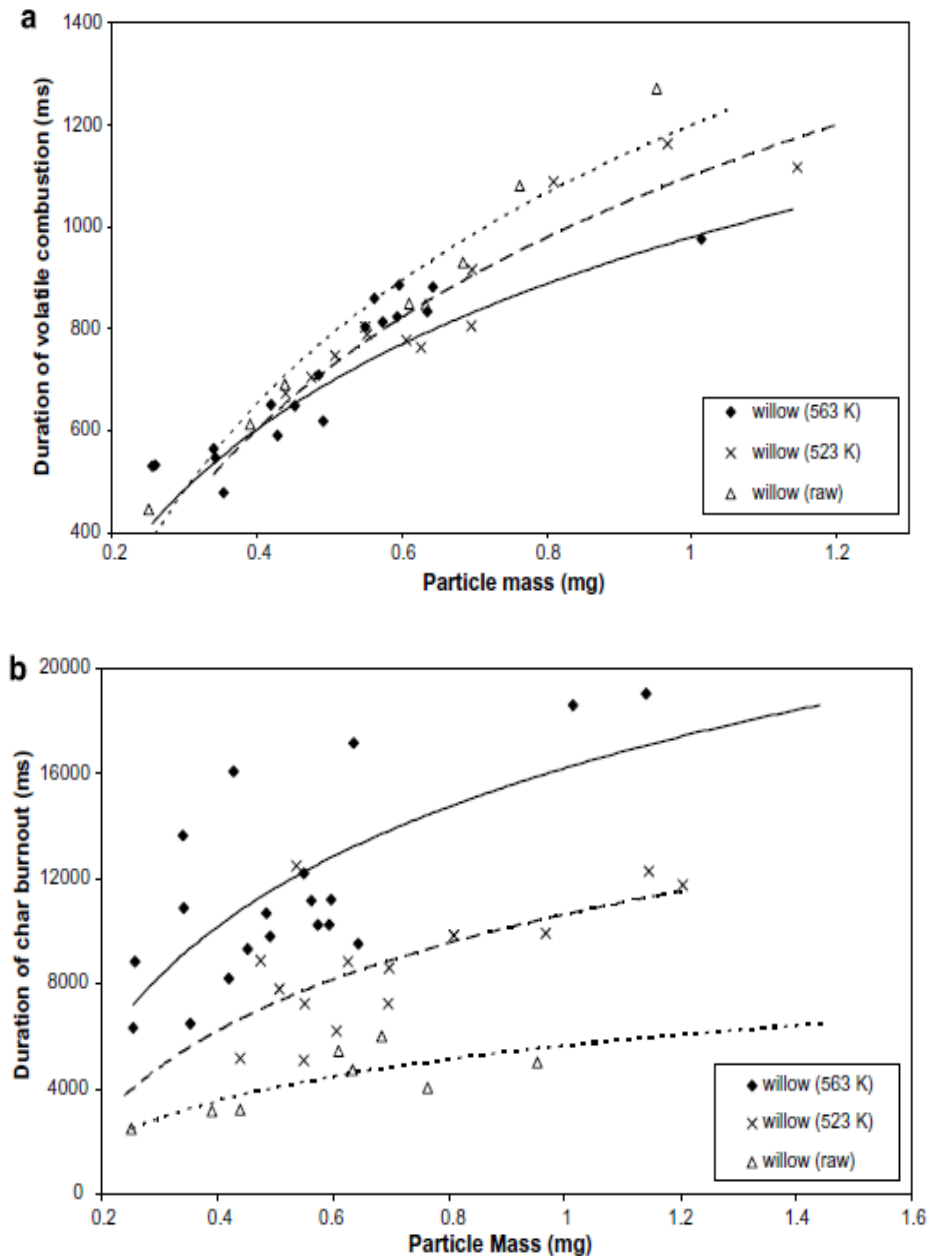 a
1400
1200
1000
800
600
400
0.2 0.4 0.6 0.8 1 1.2
Duration of volatile combustion (ms)
Particle mass (mg)
willow (563 K)
willow (523 K)
willow (raw)
b
20000
16000
12000
8000
4000
0
0.2 0.4 0.6 0.8 1 1.2 1.4 1.6
Duration of char burnout (ms)
Particle Mass (mg)
willow (563 K)
willow (523 K)
willow (raw)